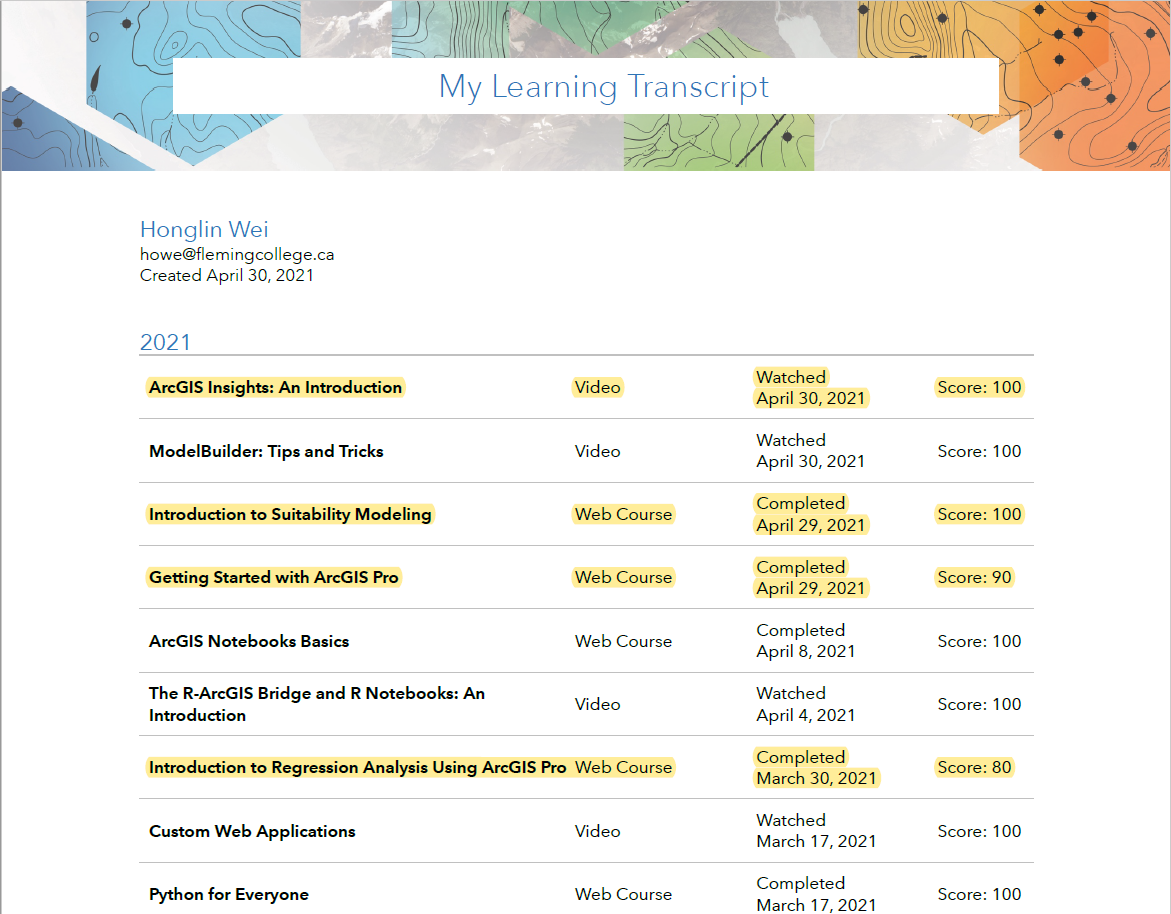 My Learning Transcript
Honglin Wei
howe@flemingcollege.ca
Created April 30, 2021
2021
ArcGIS Insights: An Introduction Video Watched April 30, 2021 Score: 100
ModelBuilder: Tips and Tricks Video Watched April 30, 2021 Score: 100
Introduction to Suitability Modeling Web Course Completed April 29, 2021 Score: 100
Getting Started with ArcGIS Pro Web Course Completed April 29, 2021 Score: 90
ArcGIS Notebooks Basics Web Course Completed April 8, 2021 Score: 100
The R-ArcGIS Bridge and R Notebooks: An Introduction Video Watched April 4, 2021 Score: 100
Introduction to Regression Analysis Using ArcGIS Pro Web Course Completed March 30, 2021 Score: 80
Custom Web Applications Video Watched March 17, 2021 Score: 100
Python for Everyone Web Course Completed March 17, 2021 Score: 100